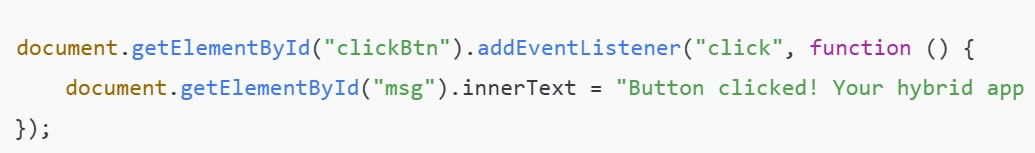 document.getElementById("clickBtn").addEventListener("click", function () {
    document.getElementById("msg").innerText = "Button clicked! Your hybrid app
});